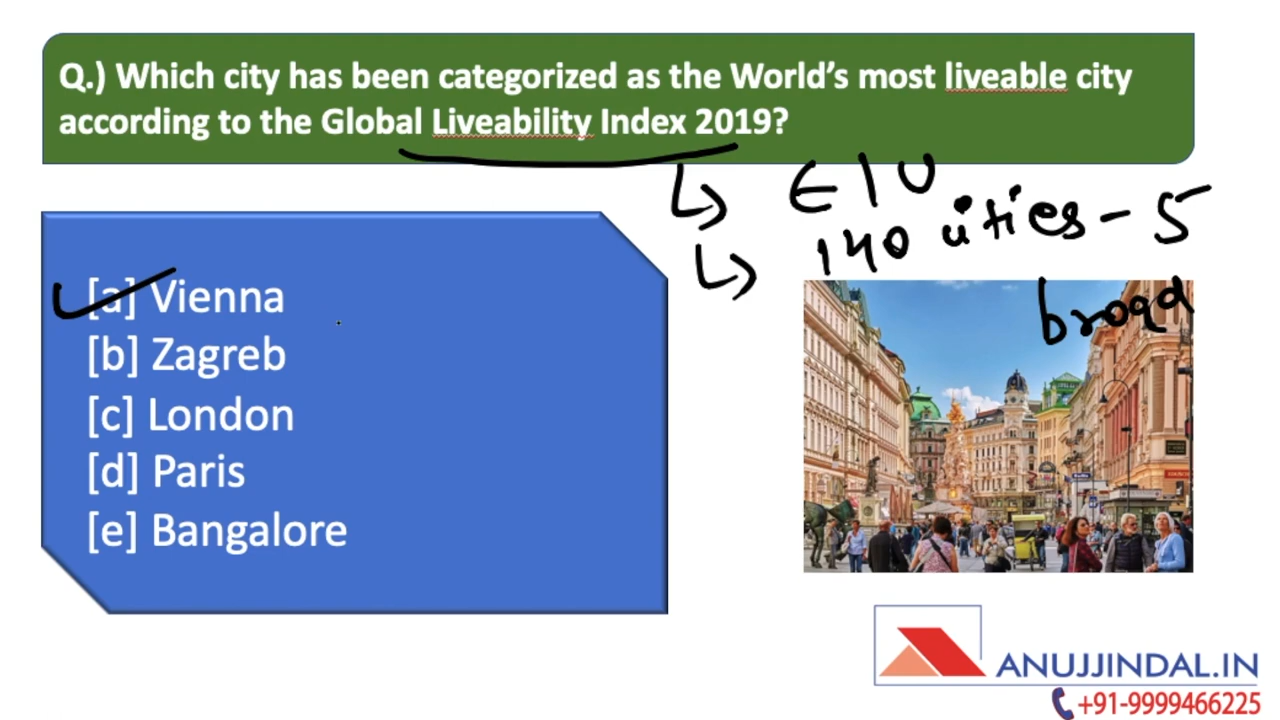 Q.) Which city has been categorized as the World's most liveable city
according to the Global Liveability Index 2019?
EIU
140 cities - 5
broad
[a] Vienna
[b] Zagreb
[c] London
[d] Paris
[e] Bangalore
ANUJJINDAL.IN
+91-9999466225